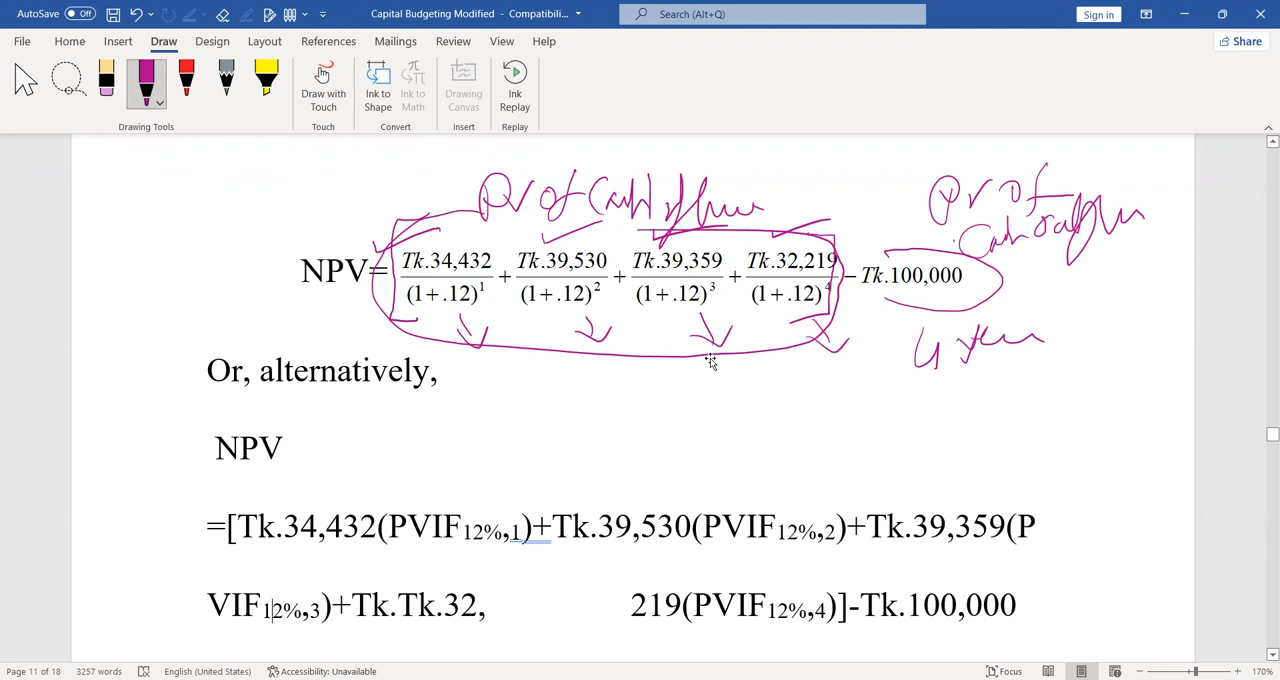 AutoSave Off Capital Budgeting Modified - Compatibili... Search (Alt+Q) Sign in
File Home Insert Draw Design Layout References Mailings Review View Help Share
Draw with Touch Ink to Shape Ink to Math Drawing Canvas Ink Replay
Drawing Tools Touch Convert Insert Replay
PV of Cash Inflow PV of
Cash outflow
NPV= Tk.34,432/(1+.12)^1 + Tk.39,530/(1+.12)^2 + Tk.39,359/(1+.12)^3 + Tk.32,219/(1+.12)^4 − Tk.100,000
4
Or, alternatively,
NPV
=[Tk.34,432(PVIF12%,1)+Tk.39,530(PVIF12%,2)+Tk.39,359(P
VIF12%,3)+Tk.Tk.32, 219(PVIF12%,4)]-Tk.100,000
Page 11 of 18 3257 words English (United States) Accessibility: Unavailable Focus 170%